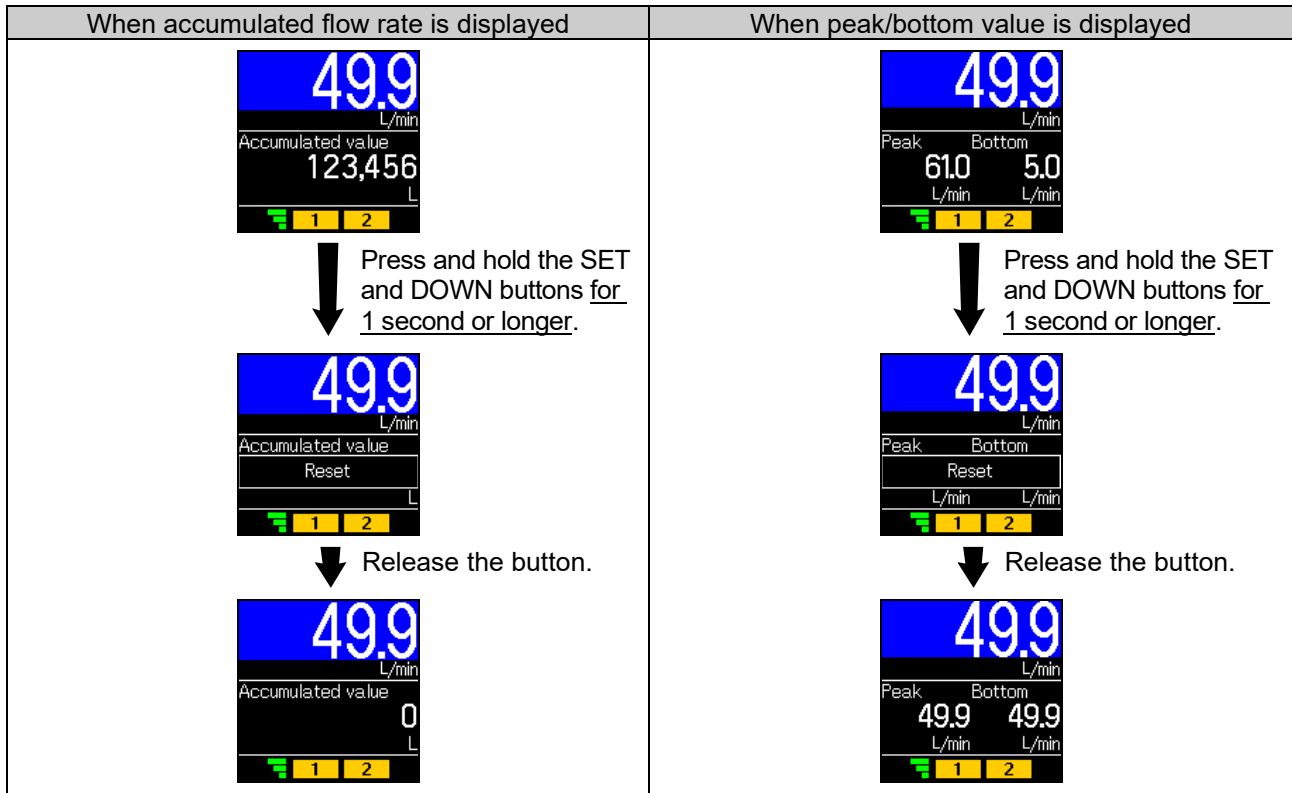 When accumulated flow rate is displayed
49.9
L/min
Accumulated value
123,456
L
1 2
Press and hold the SET
and DOWN buttons for
1 second or longer.
49.9
L/min
Accumulated value
Reset
L
1 2
Release the button.
49.9
L/min
Accumulated value
0
L
1 2
When peak/bottom value is displayed
49.9
L/min
Peak Bottom
61.0 5.0
L/min L/min
1 2
Press and hold the SET
and DOWN buttons for
1 second or longer.
49.9
L/min
Peak Bottom
Reset
L/min L/min
1 2
Release the button.
49.9
L/min
Peak Bottom
49.9 49.9
L/min L/min
1 2